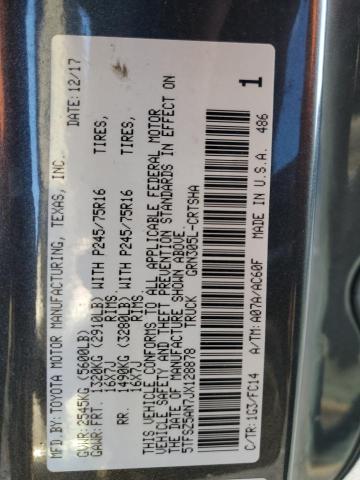 MFD.BY: TOYOTA MOTOR MANUFACTURING, TEXAS, INC. DATE: 12/17
GVWR: 2545KG (5600LB)
GAWR: FRT. 1320KG (2910LB) WITH P245/75R16 TIRES,
16X7J RIMS.
RR. 1490KG (3280LB) WITH P245/75R16 TIRES,
16X7J RIMS.
THIS VEHICLE CONFORMS TO ALL APPLICABLE FEDERAL MOTOR
VEHICLE SAFETY AND THEFT PREVENTION STANDARDS IN EFFECT ON
THE DATE OF MANUFACTURE SHOWN ABOVE.
5TFSZ5AN7JX128878 TRUCK GRN305L-CRTSHA
1
C/TR: 1G3/FC14 A/TM: A07A/AC60F MADE IN U.S.A. 486